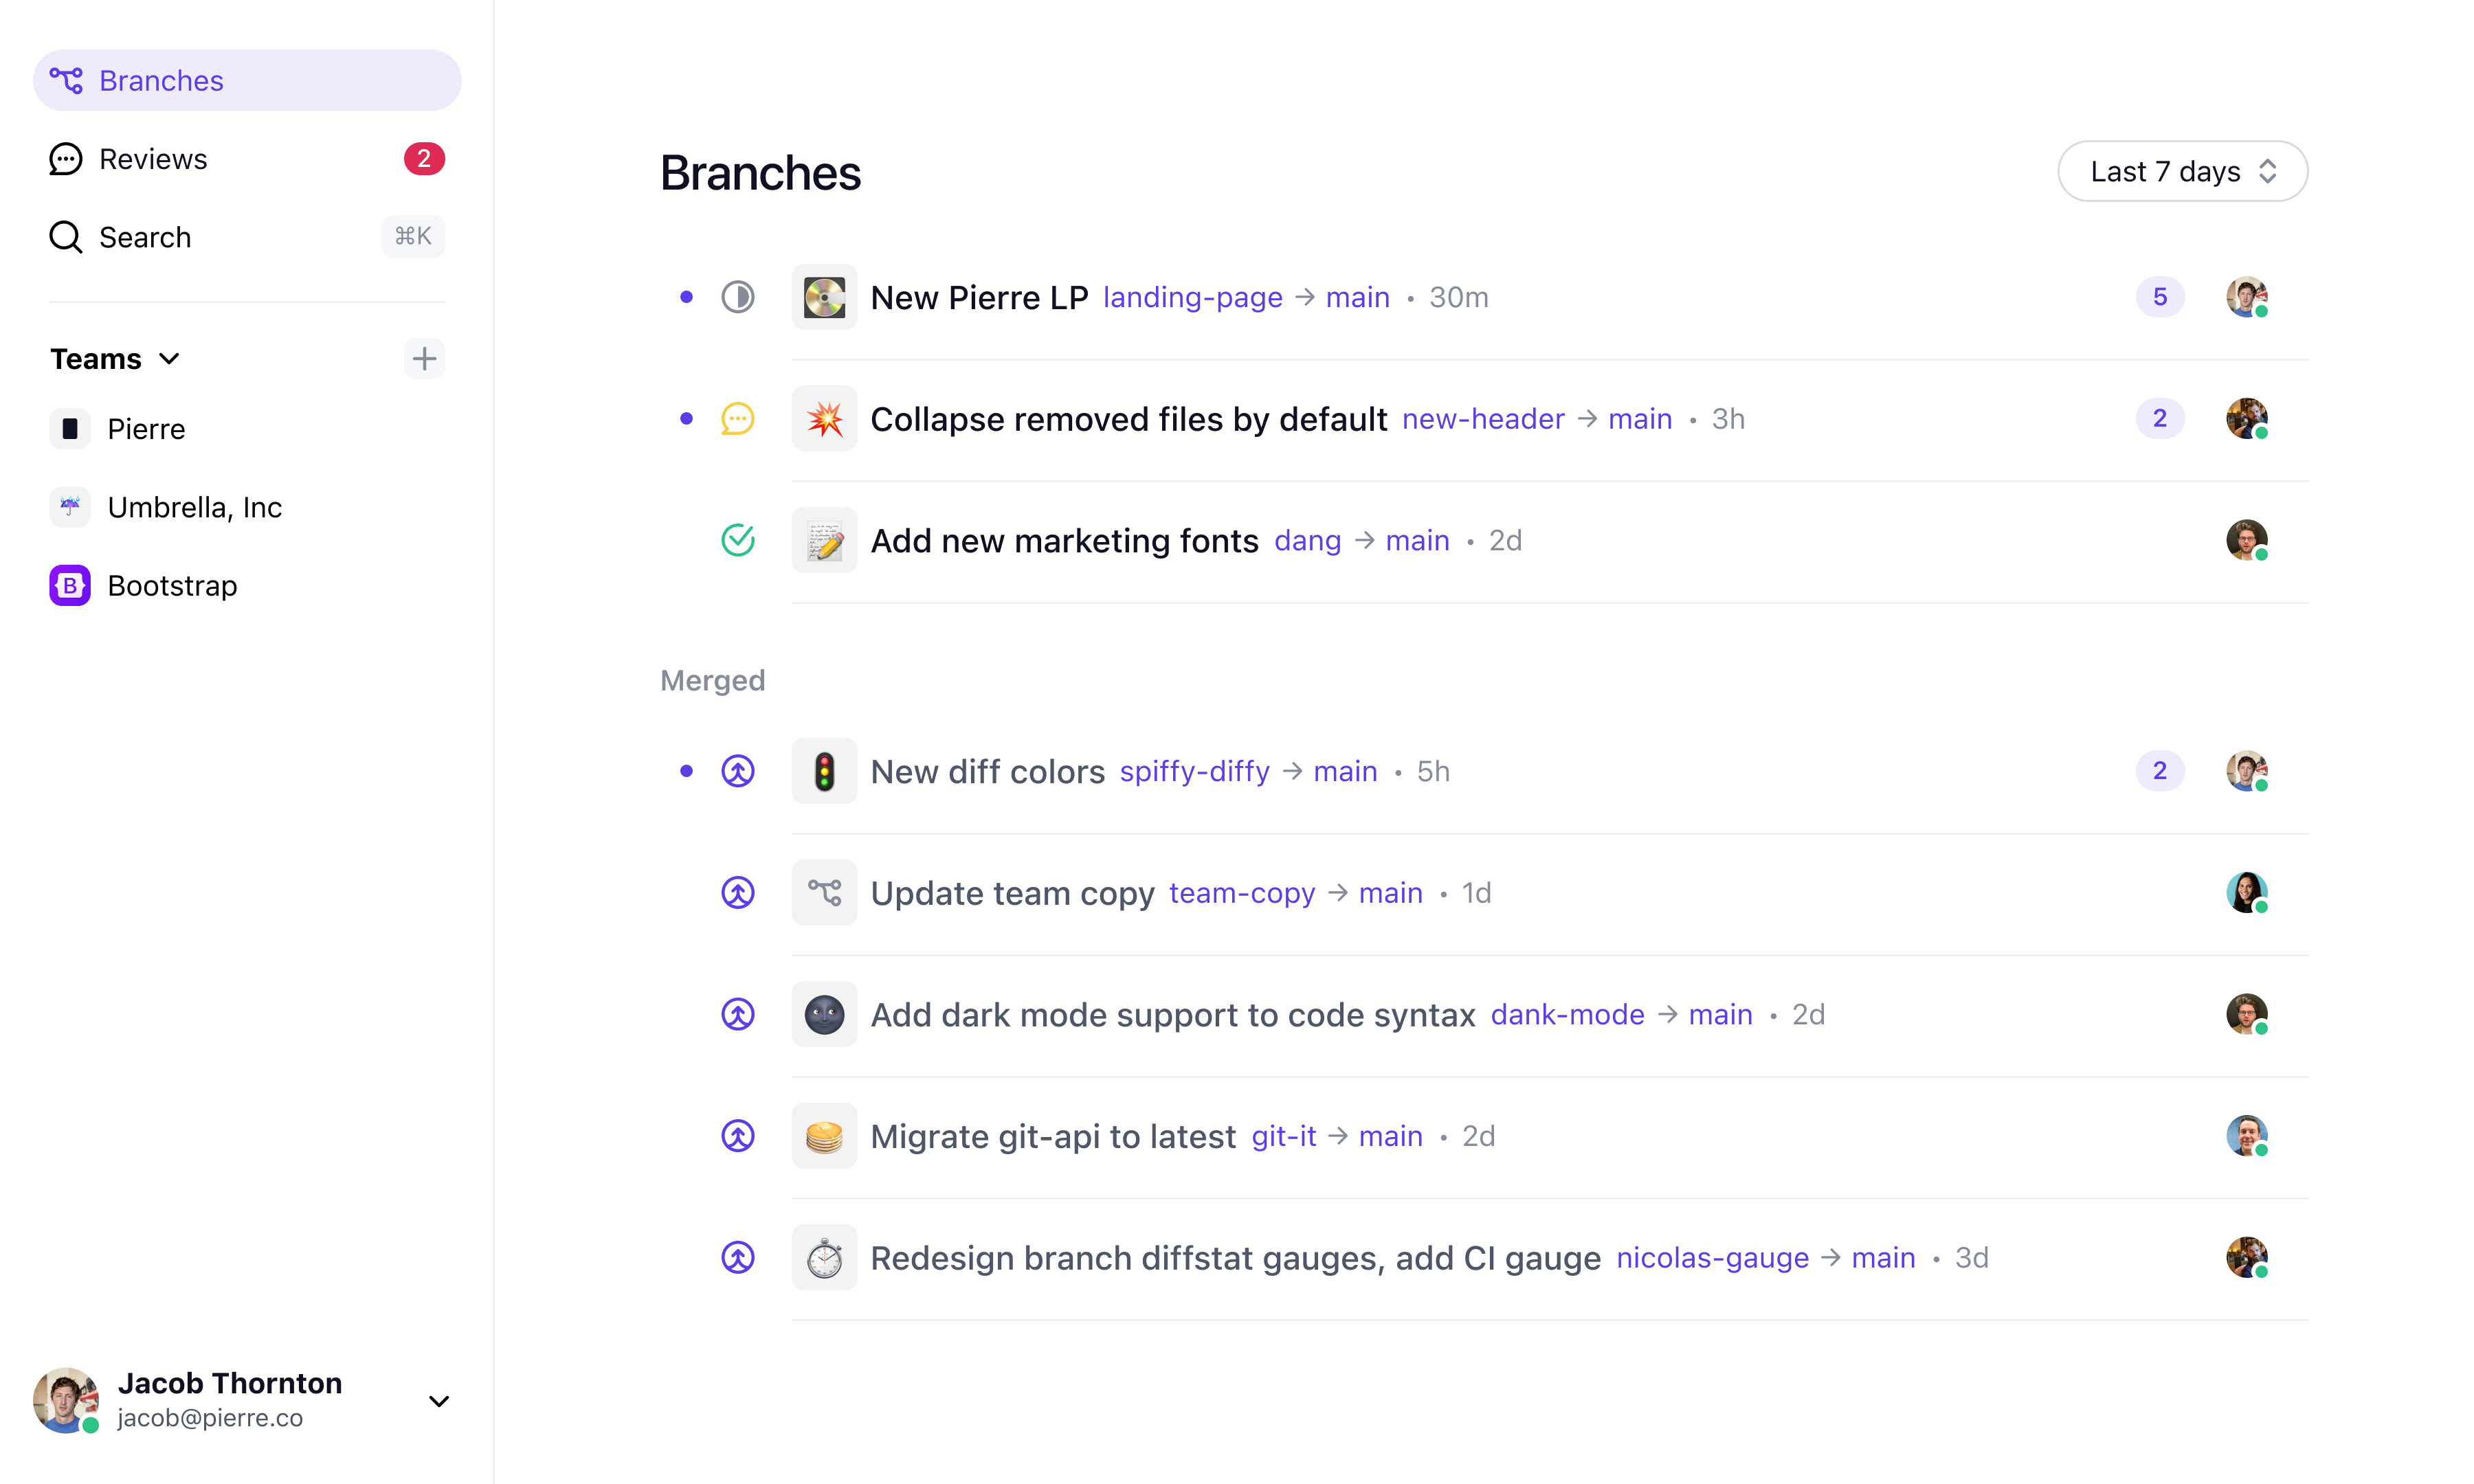 Branches
Reviews 2
Search ⌘K
Teams
Pierre
Umbrella, Inc
B Bootstrap
Jacob Thornton
jacob@pierre.co
Branches
Last 7 days
New Pierre LP landing-page → main • 30m 5
Collapse removed files by default new-header → main • 3h 2
Add new marketing fonts dang → main • 2d
Merged
New diff colors spiffy-diffy → main • 5h 2
Update team copy team-copy → main • 1d
Add dark mode support to code syntax dank-mode → main • 2d
Migrate git-api to latest git-it → main • 2d
Redesign branch diffstat gauges, add CI gauge nicolas-gauge → main • 3d